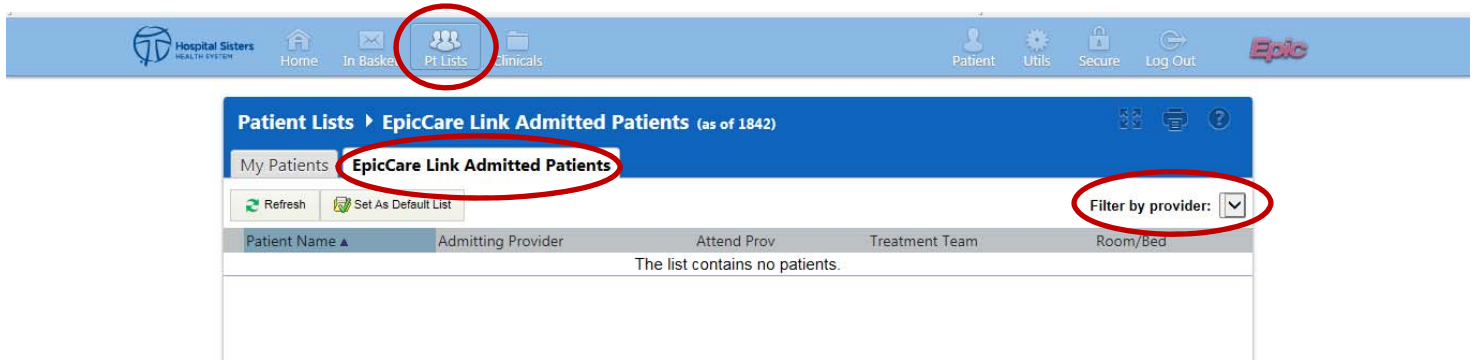 Hospital Sisters
HEALTH SYSTEM
Home In Basket Pt Lists Clinicals Patient Utils Secure Log Out Epic
Patient Lists EpicCare Link Admitted Patients (as of 1842)
My Patients EpicCare Link Admitted Patients
Refresh Set As Default List Filter by provider:
Patient Name Admitting Provider Attend Prov Treatment Team Room/Bed
The list contains no patients.